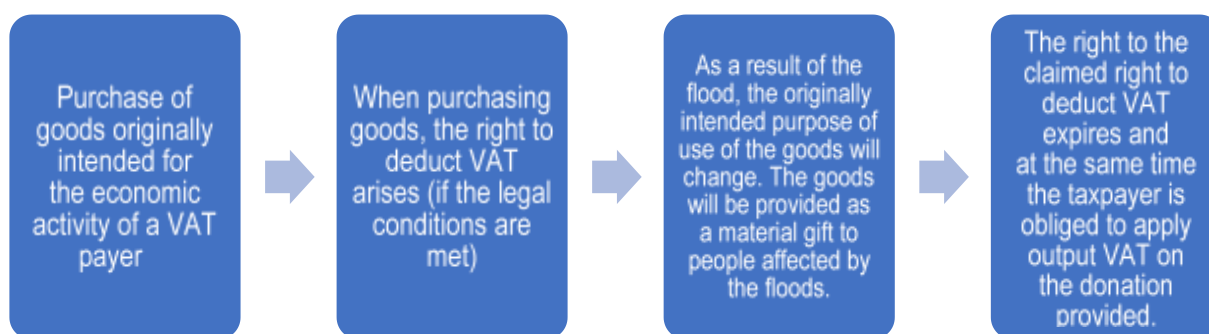 Purchase of
goods originally
intended for
the economic
activity of a VAT
payer
When purchasing
goods, the right to
deduct VAT
arises (if the legal
conditions are
met)
As a result of the
flood, the originally
intended purpose of
use of the goods will
change. The goods
will be provided as
a material gift to
people affected by
the floods.
The right to the
claimed right to
deduct VAT
expires and
at the same time
the taxpayer is
obliged to apply
output VAT on
the donation
provided.